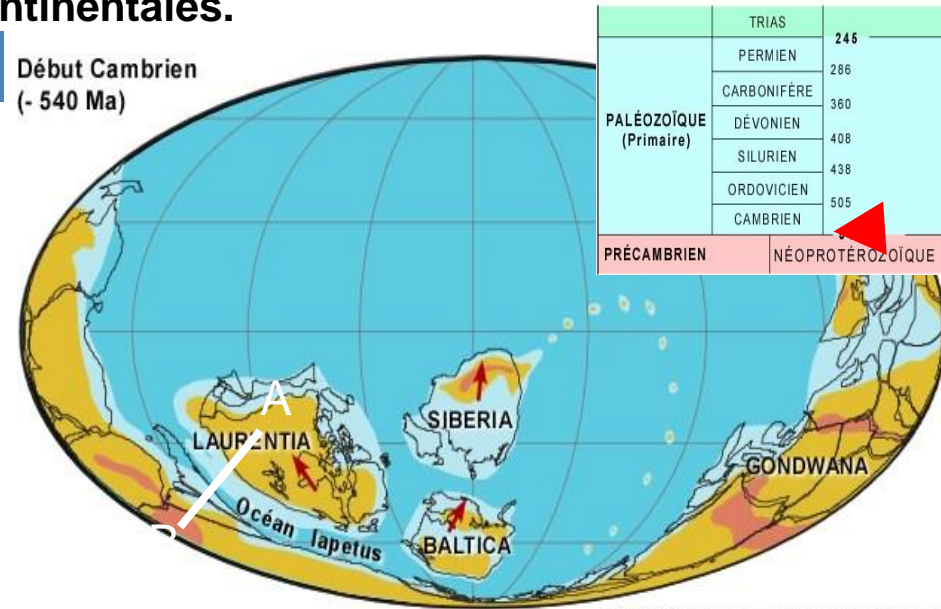 ntinentales.
Début Cambrien
(- 540 Ma)
TRIAS
245
PERMIEN
286
CARBONIFÈRE
360
PALÉOZOÏQUE
(Primaire)
DÉVONIEN
408
SILURIEN
438
ORDOVICIEN
505
CAMBRIEN
PRÉCAMBRIEN
NÉOPROTÉROZOÏQUE
A
LAURENTIA
SIBERIA
GONDWANA
Océan Iapetus
BALTICA